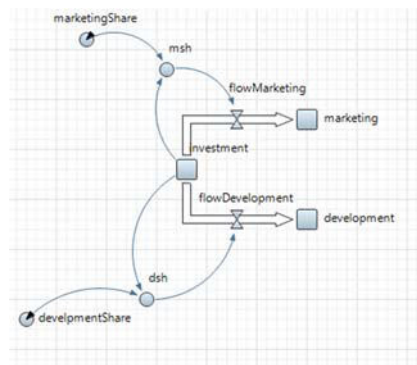 marketingShare
msh
flowMarketing
marketing
investment
flowDevelopment
development
dsh
develpmentShare